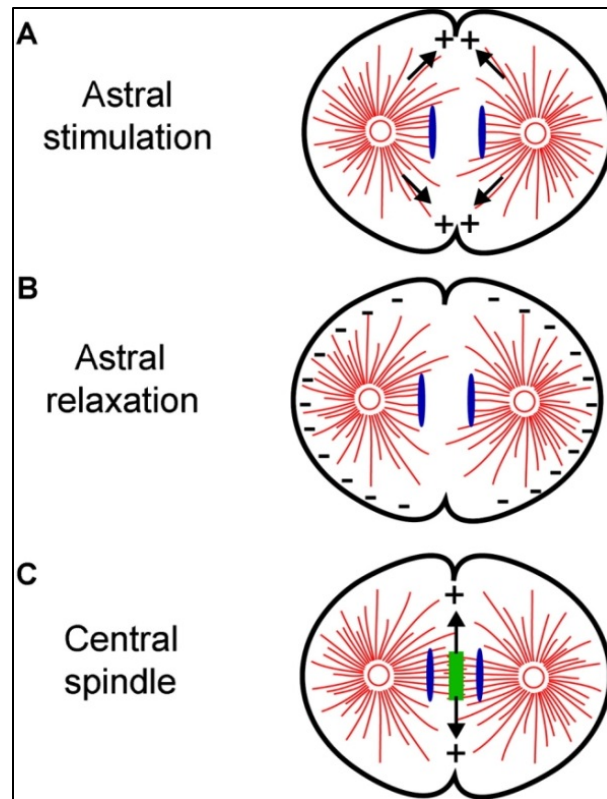 A
Astral
stimulation
+ +
+ +
B
Astral
relaxation
- - - - - - - - - - - - - - - - - - - - - - - -
C
Central
spindle
+
+